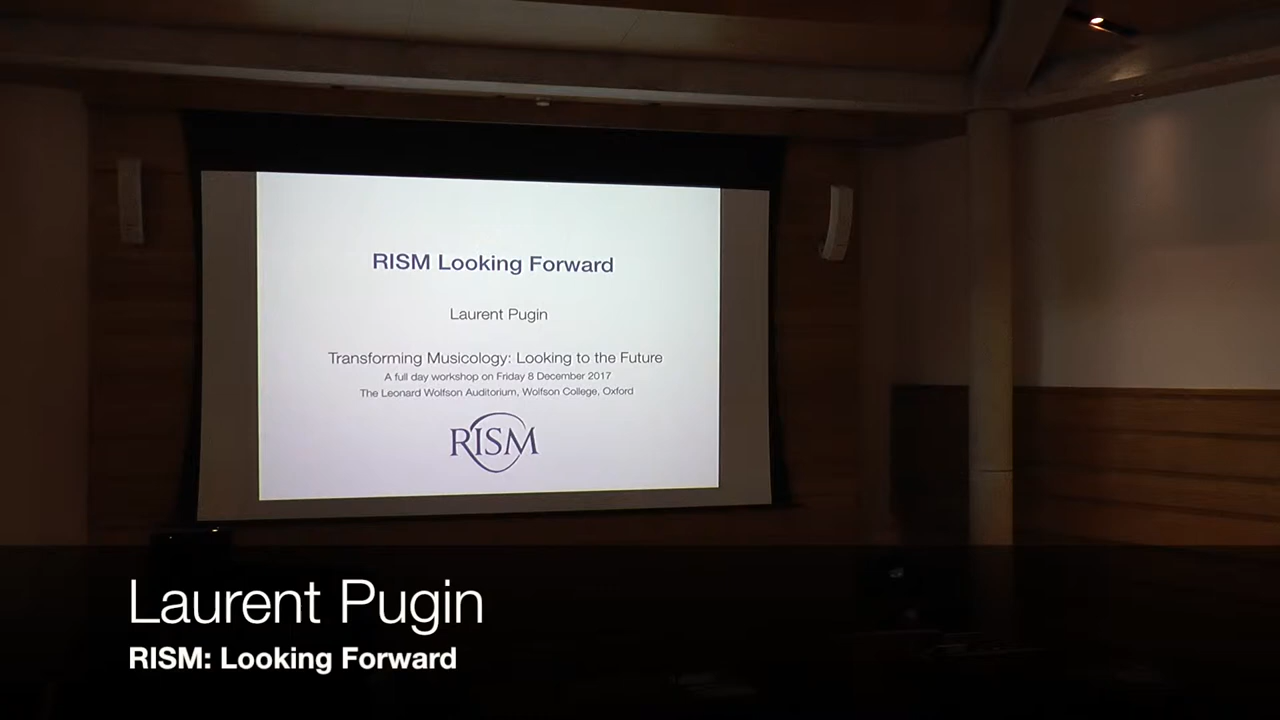 RISM Looking Forward
Laurent Pugin
Transforming Musicology: Looking to the Future
A full day workshop on Friday 8 December 2017
The Leonard Wolfson Auditorium, Wolfson College, Oxford
RISM
Laurent Pugin
RISM: Looking Forward